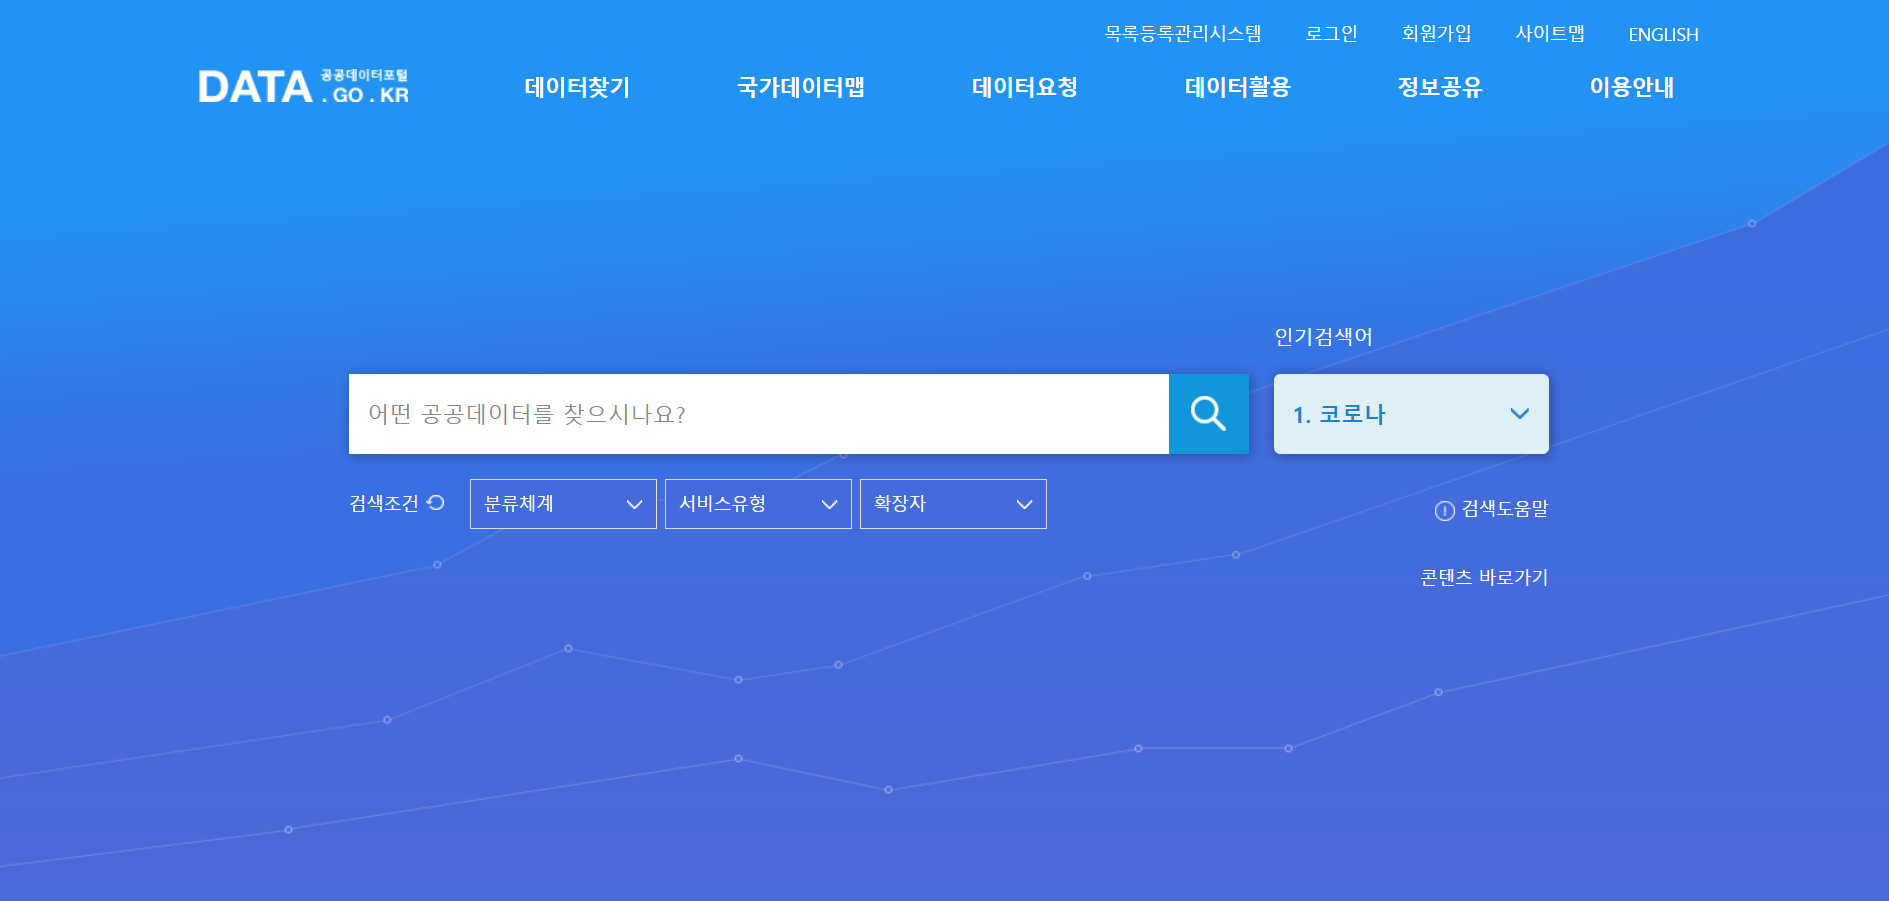 목록등록관리시스템 로그인 회원가입 사이트맵 ENGLISH
DATA 공공데이터포털 .GO.KR
데이터찾기 국가데이터맵 데이터요청 데이터활용 정보공유 이용안내
인기검색어
어떤 공공데이터를 찾으시나요?
1. 코로나
검색조건 분류체계 서비스유형 확장자
검색도움말
콘텐츠 바로가기